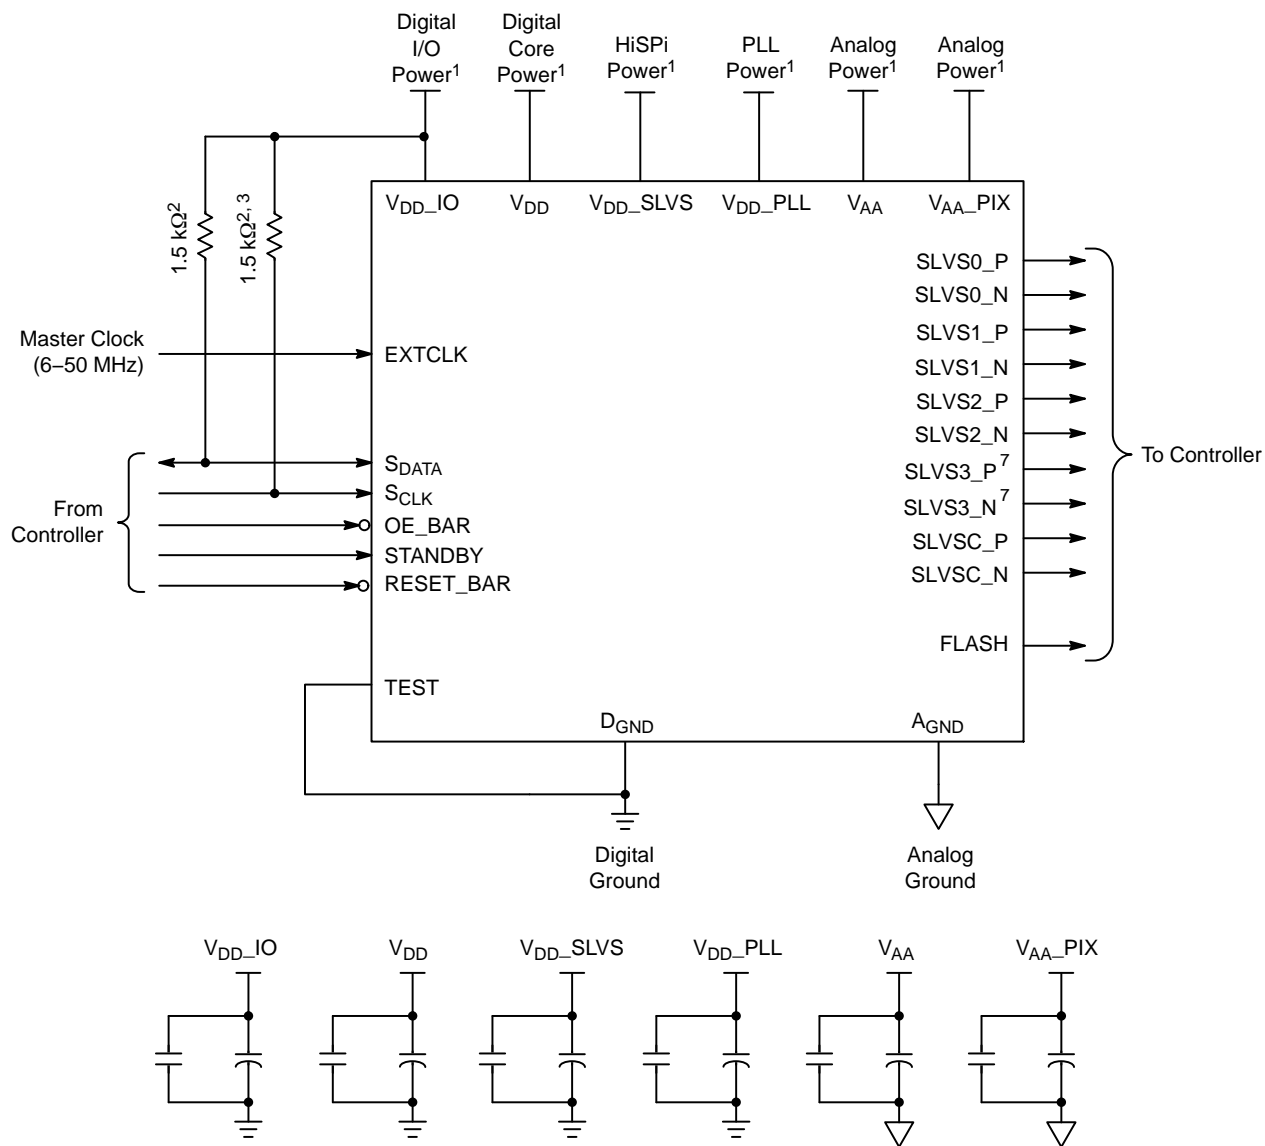 Digital
I/O
Power1
Digital
Core
Power1
HiSPi
Power1
PLL
Power1
Analog
Power1
Analog
Power1
1.5 kΩ2
1.5 kΩ2, 3
VDD_IO
VDD
VDD_SLVS
VDD_PLL
VAA
VAA_PIX
Master Clock
(6–50 MHz)
EXTCLK
From
Controller
SDATA
SCLK
OE_BAR
STANDBY
RESET_BAR
TEST
SLVS0_P
SLVS0_N
SLVS1_P
SLVS1_N
SLVS2_P
SLVS2_N
SLVS3_P7
SLVS3_N7
SLVSC_P
SLVSC_N
FLASH
To Controller
DGND
AGND
Digital
Ground
Analog
Ground
VDD_IO
VDD
VDD_SLVS
VDD_PLL
VAA
VAA_PIX